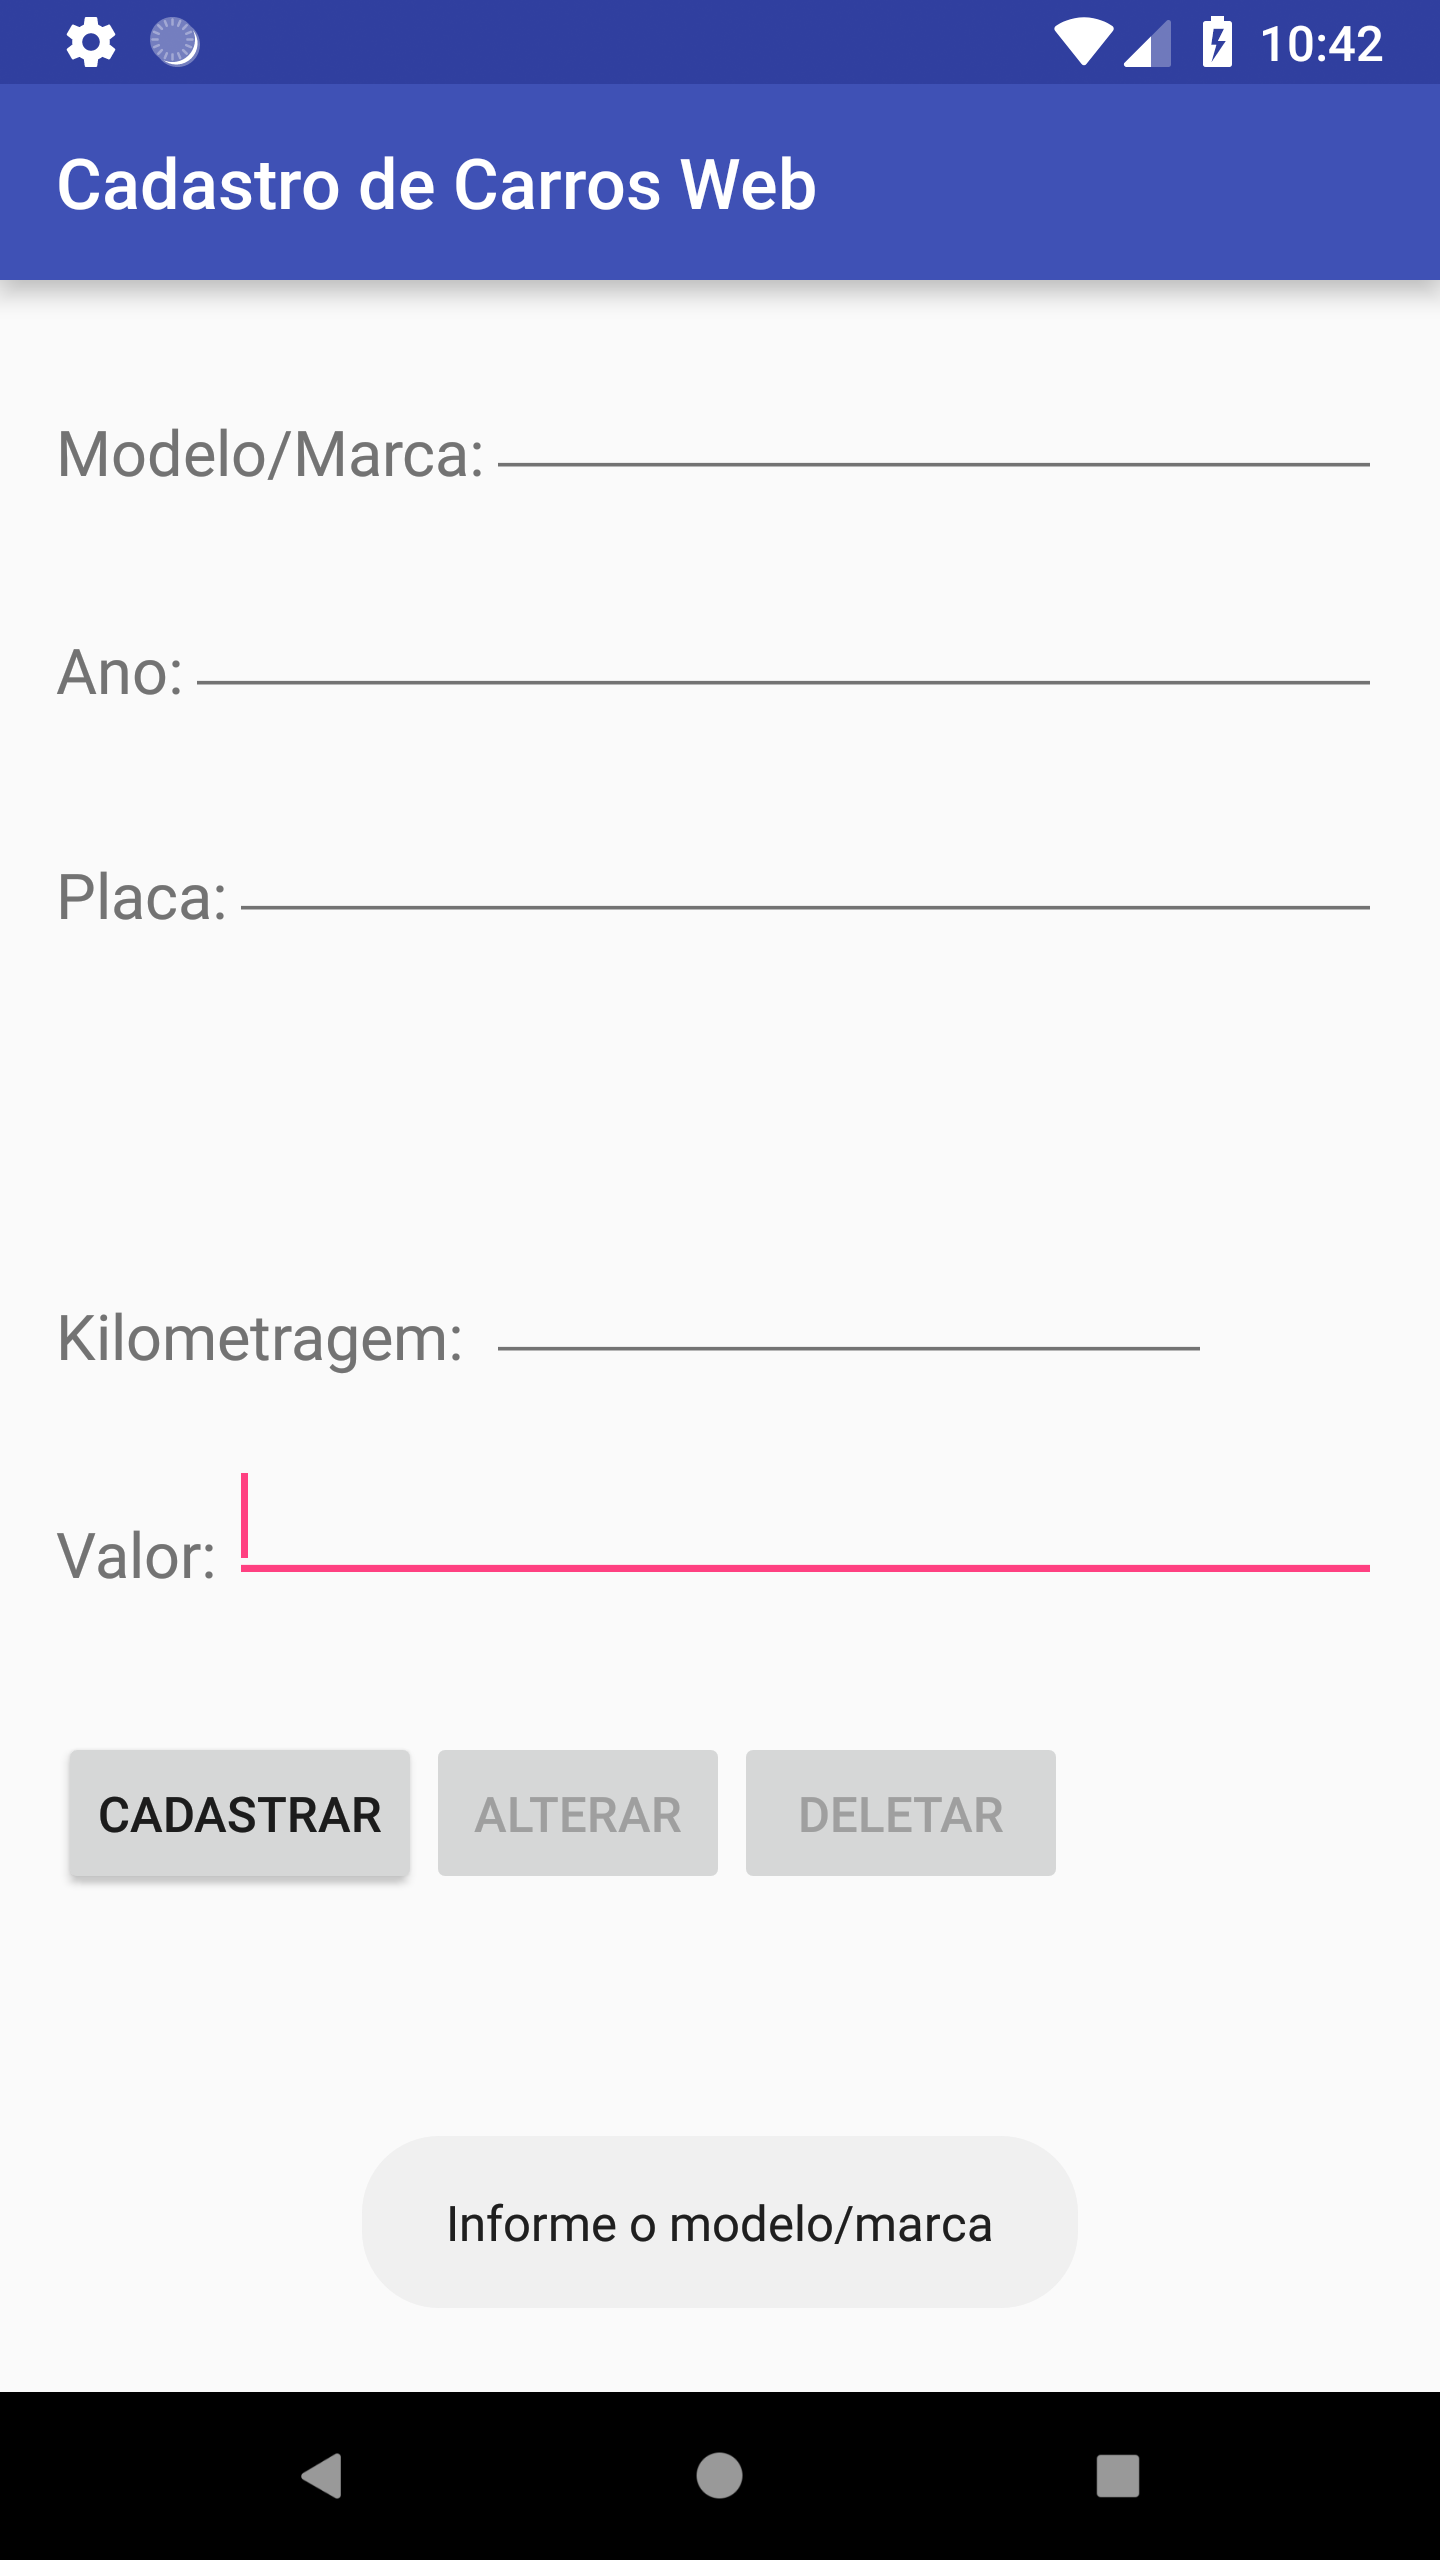 10:42
Cadastro de Carros Web
Modelo/Marca:
Ano:
Placa:
Kilometragem:
Valor:
CADASTRAR ALTERAR DELETAR
Informe o modelo/marca